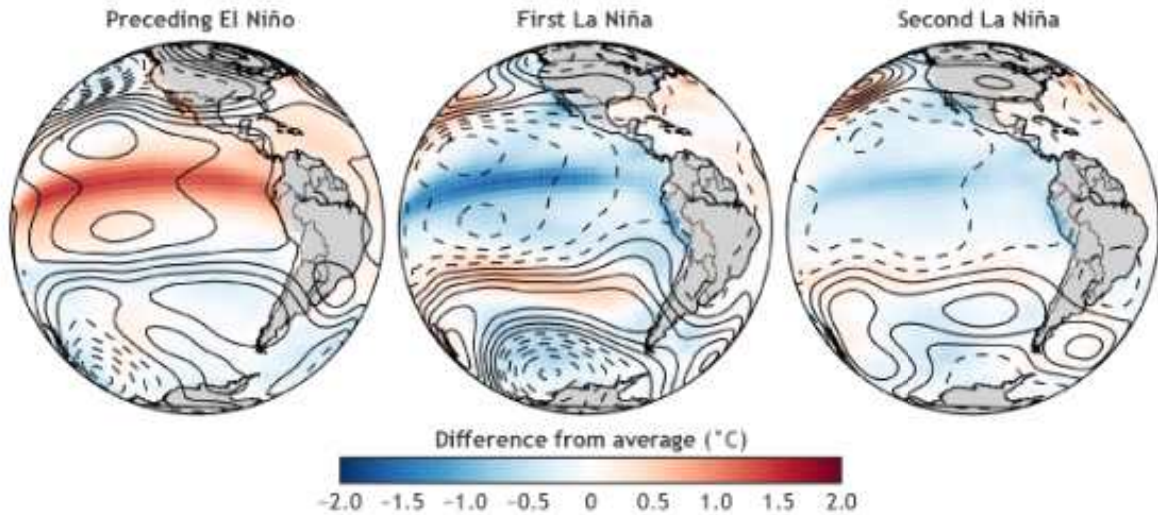 Preceding El Niño
First La Niña
Second La Niña
Difference from average (°C)
-2.0 -1.5 -1.0 -0.5 0 0.5 1.0 1.5 2.0